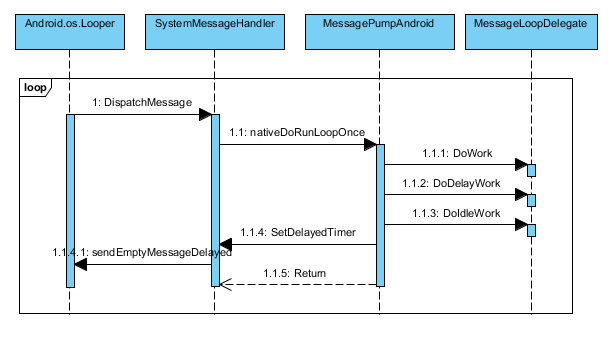 Android.os.Looper
SystemMessageHandler
MessagePumpAndroid
MessageLoopDelegate
loop
1: DispatchMessage
1.1: nativeDoRunLoopOnce
1.1.1: DoWork
1.1.2: DoDelayWork
1.1.3: DoIdleWork
1.1.4: SetDelayedTimer
1.1.4.1: sendEmptyMessageDelayed
1.1.5: Return